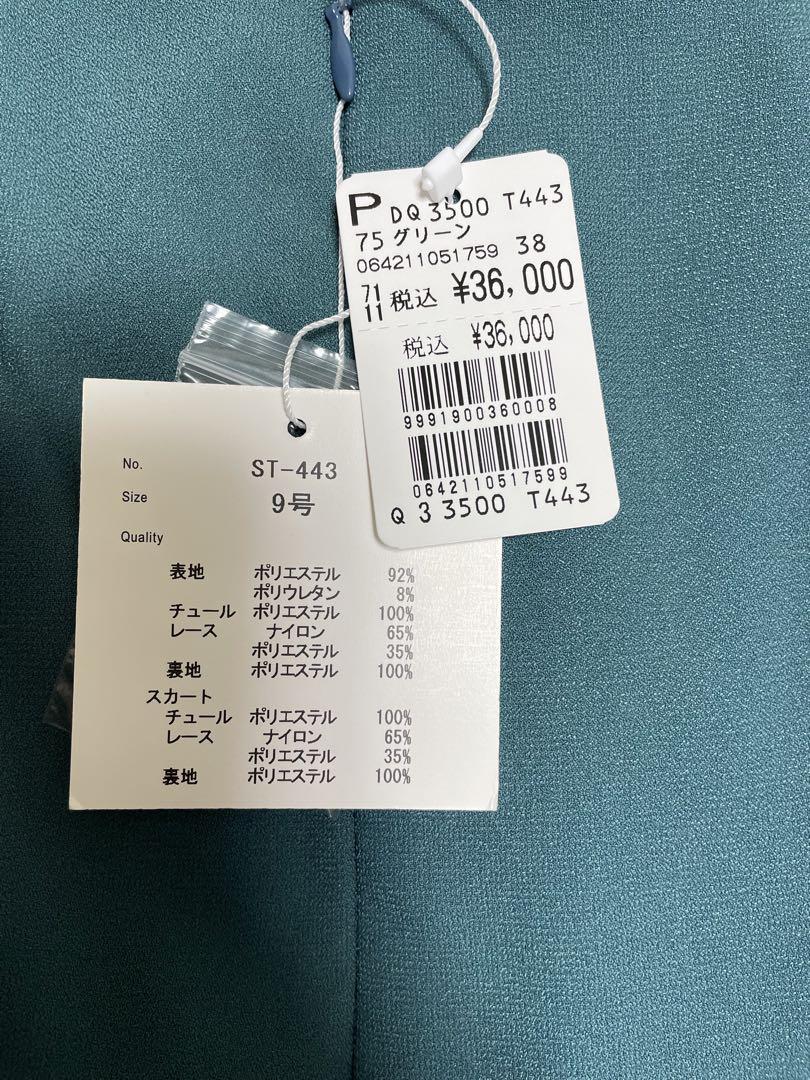 P DQ 3500 T443
75 グリーン
064211051759 38
71
11 税込 ¥36,000
税込 ¥36,000
9991900360008
0642110517599
Q 3 3500 T443
No. ST-443
Size 9号
Quality
表地 ポリエステル 92%
ポリウレタン 8%
チュール ポリエステル 100%
レース ナイロン 65%
ポリエステル 35%
裏地 ポリエステル 100%
スカート
チュール ポリエステル 100%
レース ナイロン 65%
ポリエステル 35%
裏地 ポリエステル 100%